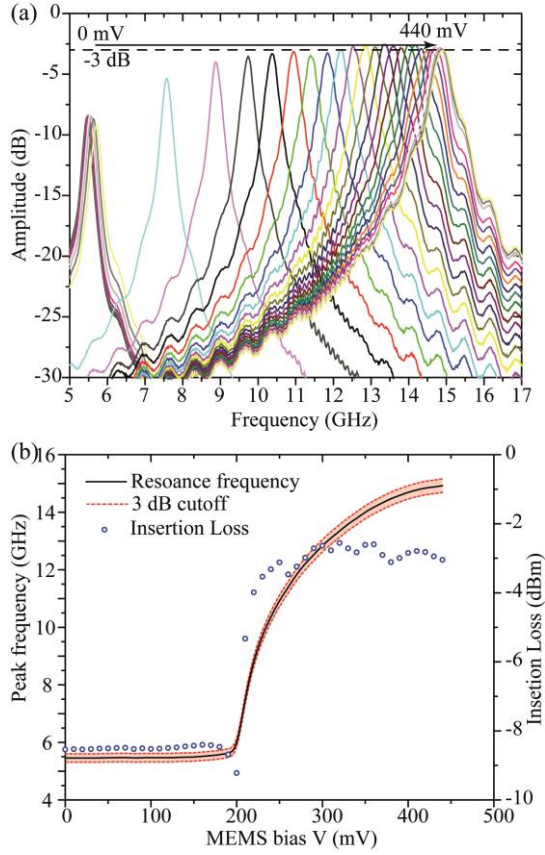 (a)
0 mV
440 mV
-3 dB
Amplitude (dB)
0
-5
-10
-15
-20
-25
-30
5 6 7 8 9 10 11 12 13 14 15 16 17
Frequency (GHz)
(b)
Resoance frequency
3 dB cutoff
Insertion Loss
Peak frequency (GHz)
16
14
12
10
8
6
4
Insetion Loss (dBm)
0
-2
-4
-6
-8
-10
0 100 200 300 400 500
MEMS bias V (mV)